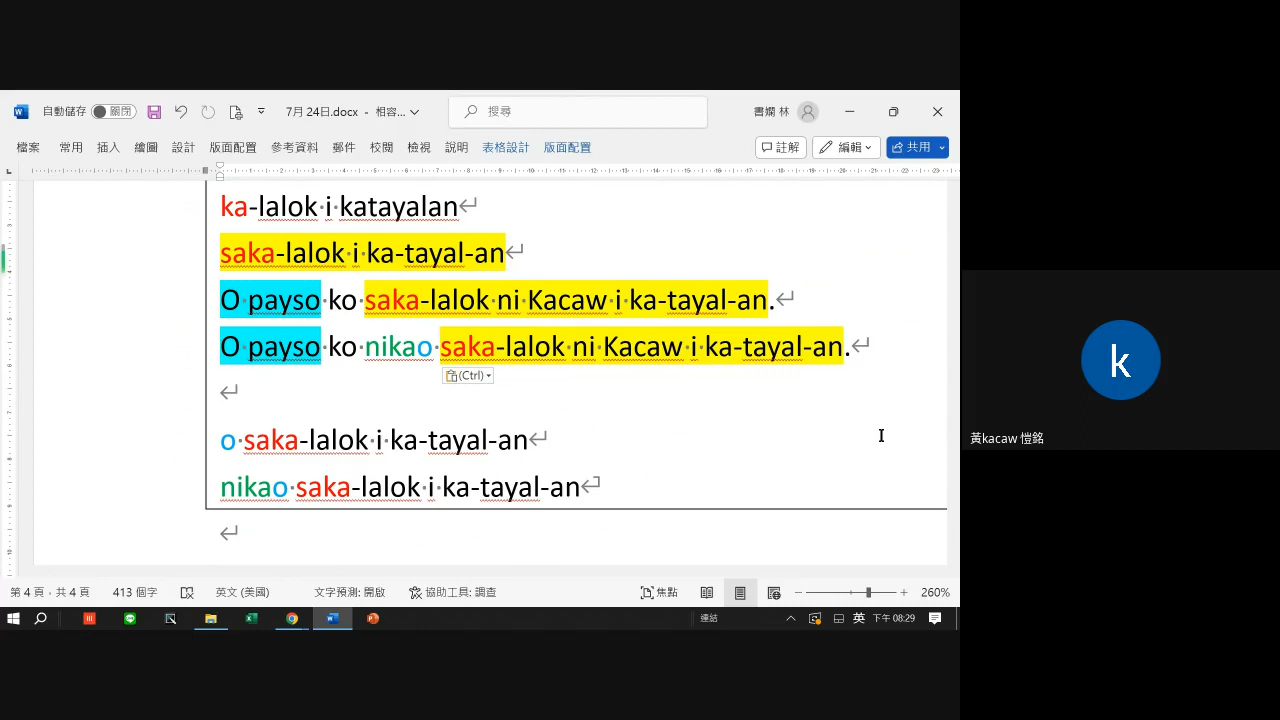 自動儲存 關閉 7月 24日.docx - 相容... 搜尋 書嫻 林
檔案 常用 插入 繪圖 設計 版面配置 參考資料 郵件 校閱 檢視 說明 表格設計 版面配置 註解 編輯 共用
ka-lalok i katayalan
saka-lalok i ka-tayal-an
O payso ko saka-lalok ni Kacaw i ka-tayal-an.
O payso ko nikao saka-lalok ni Kacaw i ka-tayal-an.
(Ctrl)
o saka-lalok i ka-tayal-an
nikao saka-lalok i ka-tayal-an
k
黃kacaw 愷銘
第 4 頁，共 4 頁 413 個字 英文 (美國) 文字預測: 開啟 協助工具: 調查 焦點 260%
連結 英 下午 08:29